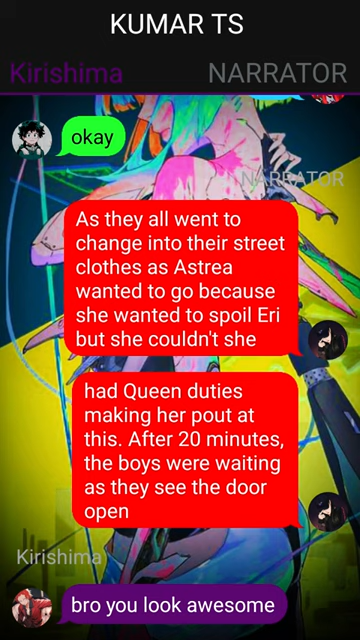 KUMAR TS
Kirishima
NARRATOR
okay
NARRATOR
As they all went to
change into their street
clothes as Astrea
wanted to go because
she wanted to spoil Eri
but she couldn't she
had Queen duties
making her pout at
this. After 20 minutes,
the boys were waiting
as they see the door
open
Kirishima
bro you look awesome